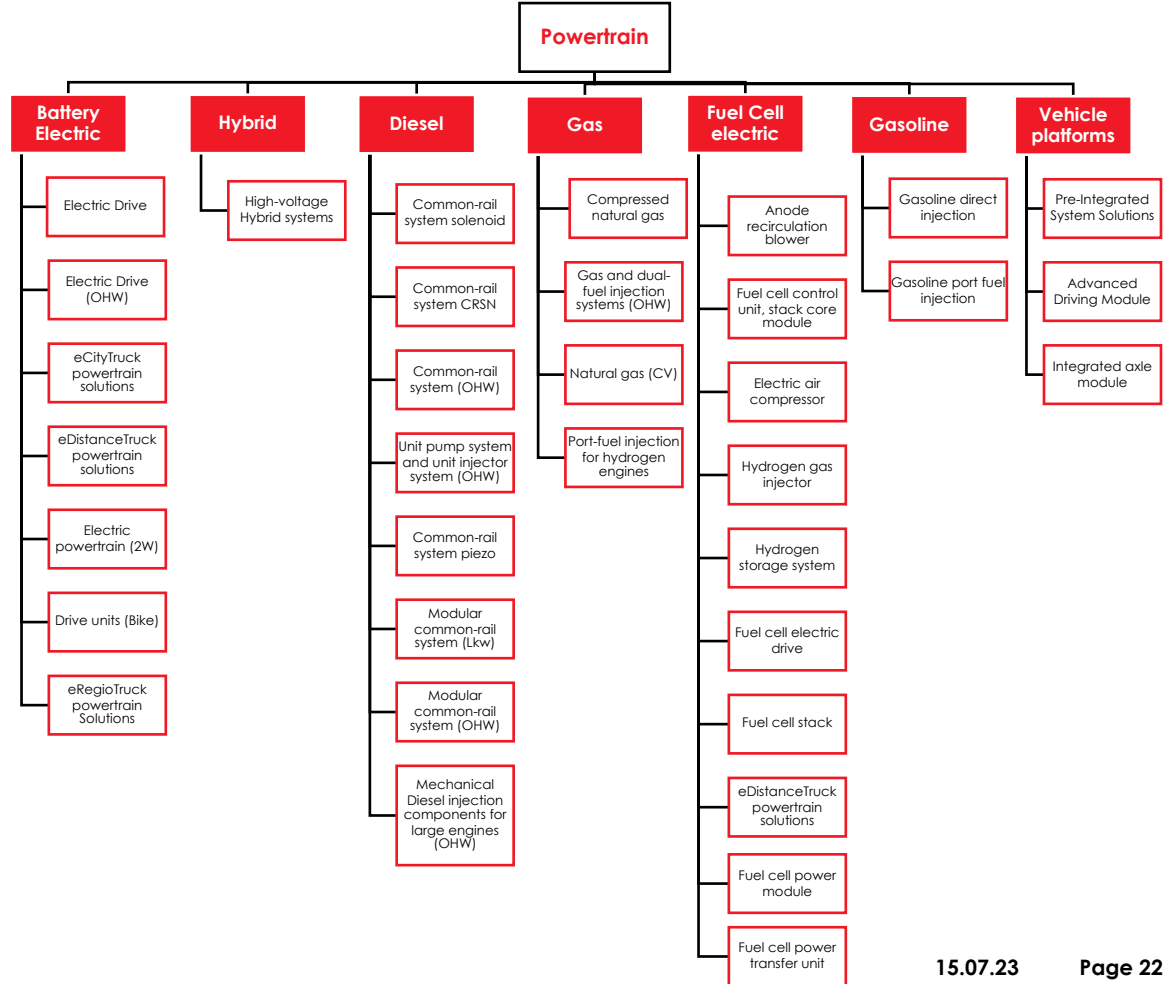 Powertrain
Battery
Electric
Electric Drive
Electric Drive
(OHW)
eCityTruck
powertrain
solutions
eDistanceTruck
powertrain
solutions
Electric
powertrain (2W)
Drive units (Bike)
eRegioTruck
powertrain
Solutions
Hybrid
High-voltage
Hybrid systems
Diesel
Common-rail
system solenoid
Common-rail
system CRSN
Common-rail
system (OHW)
Unit pump system
and unit injector
system (OHW)
Common-rail
system piezo
Modular
common-rail
system (Lkw)
Modular
common-rail
system (OHW)
Mechanical
Diesel injection
components for
large engines
(OHW)
Gas
Compressed
natural gas
Gas and dual-
fuel injection
systems (OHW)
Natural gas (CV)
Port-fuel injection
for hydrogen
engines
Fuel Cell
electric
Anode
recirculation
blower
Fuel cell control
unit, stack core
module
Electric air
compressor
Hydrogen gas
injector
Hydrogen
storage system
Fuel cell electric
drive
Fuel cell stack
eDistanceTruck
powertrain
solutions
Fuel cell power
module
Fuel cell power
transfer unit
Gasoline
Gasoline direct
injection
Gasoline port fuel
injection
Vehicle
platforms
Pre-Integrated
System Solutions
Advanced
Driving Module
Integrated axle
module
15.07.23 Page 22